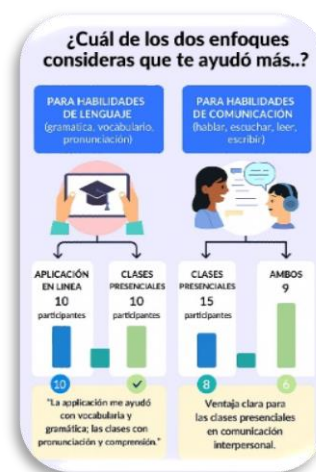 ¿Cuál de los dos enfoques
consideras que te ayudó más..?
PARA HABILIDADES
DE LENGUAJE
(gramatica, vocabulario,
pronunciación)
PARA HABILIDADES
DE COMUNICACIÓN
(hablar, escuchar, leer,
escribir)
APLICACIÓN
EN LINEA
10
participantes
CLASES
PRESENCIALES
10
participantes
CLASES
PRESENCIALES
15
participantes
AMBOS
9
10
8
6
"La application me ayudó
con vocabularia y
gramática; las clases con
pronunciación y comprensión."
Ventaja clara para
las clases presenciales
en comunicación
interpersonal.